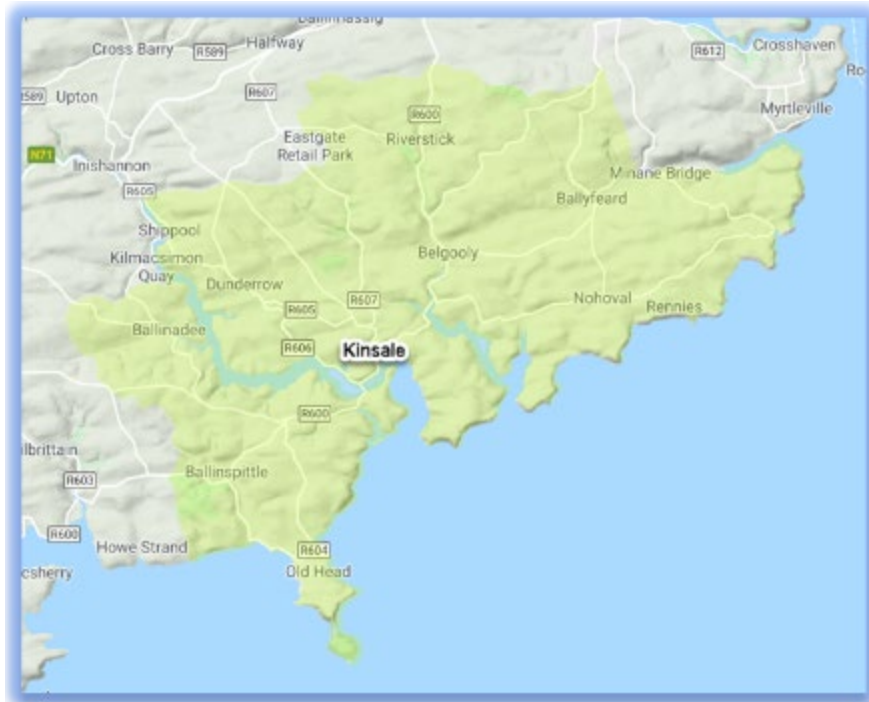 Cross Barry
R589
Halfway
R612
Crosshaven
R589
Upton
R607
R600
Myrtleville
Eastgate
Retail Park
Riverstick
N71
Inishannon
R605
Minane Bridge
Ballyfeard
Shippool
Belgooly
Kilmacsimon
Quay
Dunderrow
R607
Nohoval
Rennies
R605
Ballinadee
R606
Kinsale
R600
Ballinspittle
R603
R600
Howe Strand
R604
Old Head